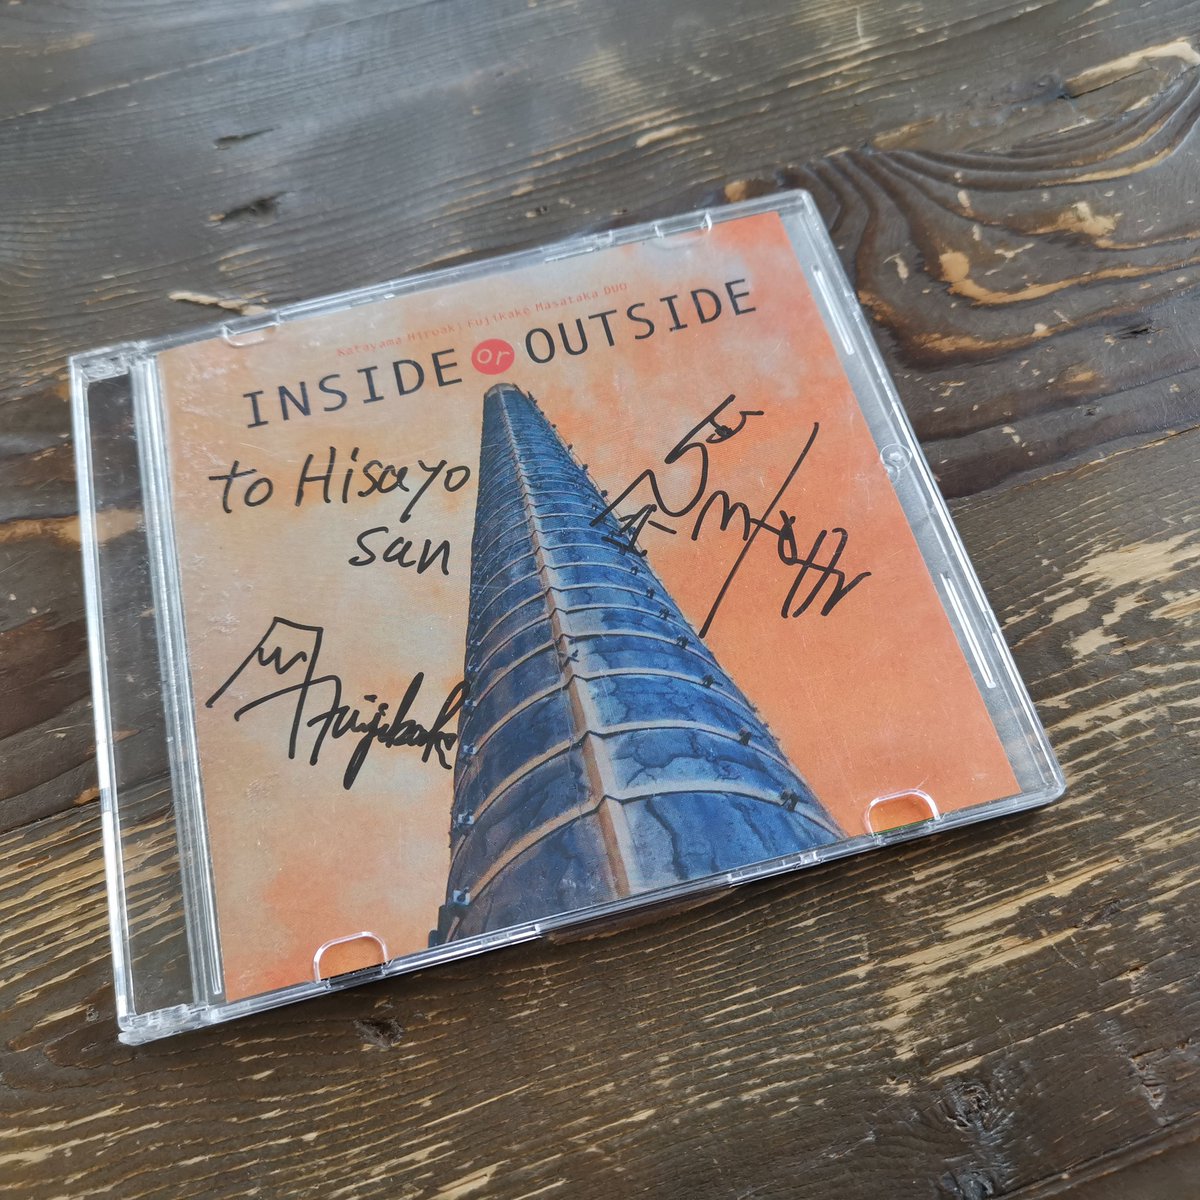 Katayama Hiroaki Fujikake Masataka DUO
INSIDE or OUTSIDE
to Hisayo
san
Fujikake